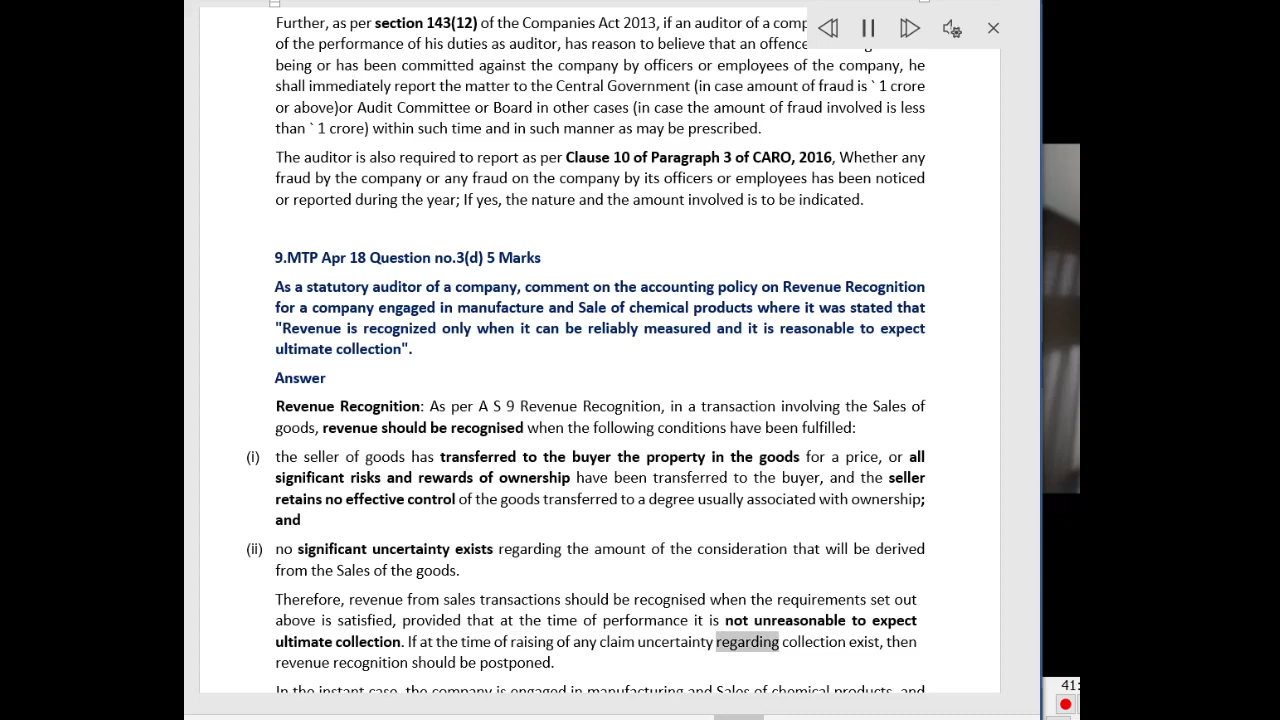 Further, as per section 143(12) of the Companies Act 2013, if an auditor of a
of the performance of his duties as auditor, has reason to believe that an offence
being or has been committed against the company by officers or employees of the company, he
shall immediately report the matter to the Central Government (in case amount of fraud is ` 1 crore
or above)or Audit Committee or Board in other cases (in case the amount of fraud involved is less
than ` 1 crore) within such time and in such manner as may be prescribed.
The auditor is also required to report as per Clause 10 of Paragraph 3 of CARO, 2016, Whether any
fraud by the company or any fraud on the company by its officers or employees has been noticed
or reported during the year; If yes, the nature and the amount involved is to be indicated.
9.MTP Apr 18 Question no.3(d) 5 Marks
As a statutory auditor of a company, comment on the accounting policy on Revenue Recognition
for a company engaged in manufacture and Sale of chemical products where it was stated that
"Revenue is recognized only when it can be reliably measured and it is reasonable to expect
ultimate collection".
Answer
Revenue Recognition: As per A S 9 Revenue Recognition, in a transaction involving the Sales of
goods, revenue should be recognised when the following conditions have been fulfilled:
(i) the seller of goods has transferred to the buyer the property in the goods for a price, or all
significant risks and rewards of ownership have been transferred to the buyer, and the seller
retains no effective control of the goods transferred to a degree usually associated with ownership;
and
(ii) no significant uncertainty exists regarding the amount of the consideration that will be derived
from the Sales of the goods.
Therefore, revenue from sales transactions should be recognised when the requirements set out
above is satisfied, provided that at the time of performance it is not unreasonable to expect
ultimate collection. If at the time of raising of any claim uncertainty regarding collection exist, then
revenue recognition should be postponed.
In the instant case, the company is engaged in manufacturing and Sales of chemical products, and
41: